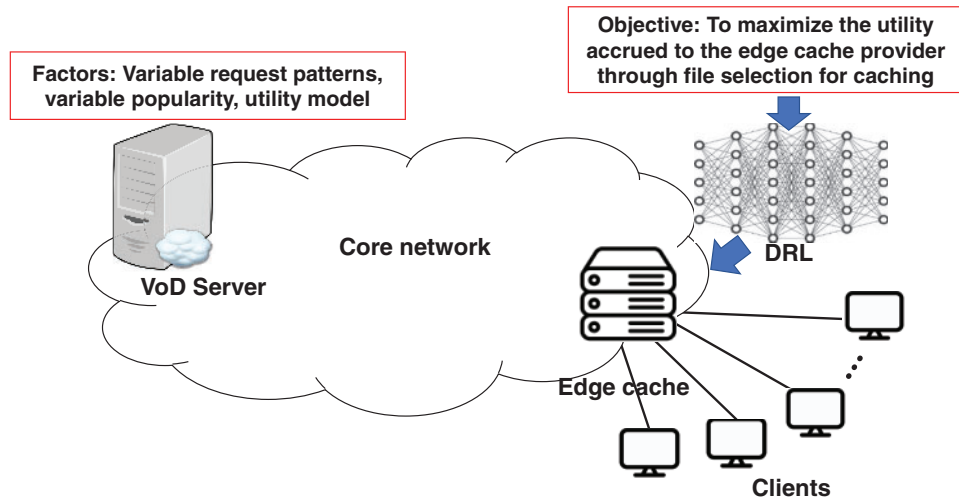 Objective: To maximize the utility
accrued to the edge cache provider
through file selection for caching
Factors: Variable request patterns,
variable popularity, utility model
Core network
DRL
VoD Server
Edge cache
Clients